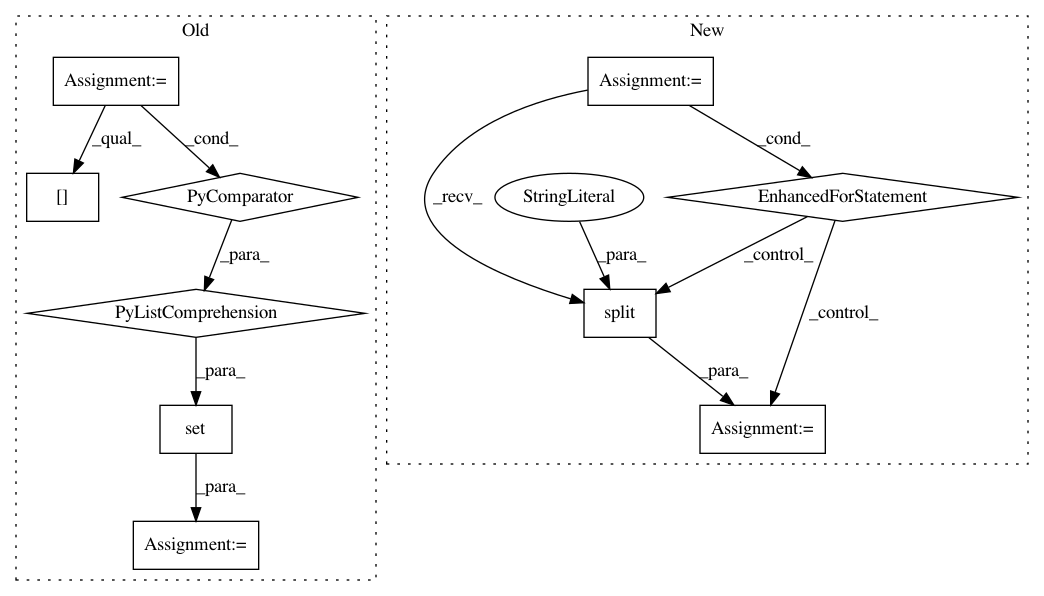 Old
New
Assignment:=
Assignment:=
_qual_
_cond_
_cond_
[]
PyComparator
_recv_
StringLiteral
EnhancedForStatement
_para_
_para_
_control_
PyListComprehension
split
_control_
_para_
_para_
set
Assignment:=
_para_
Assignment:=